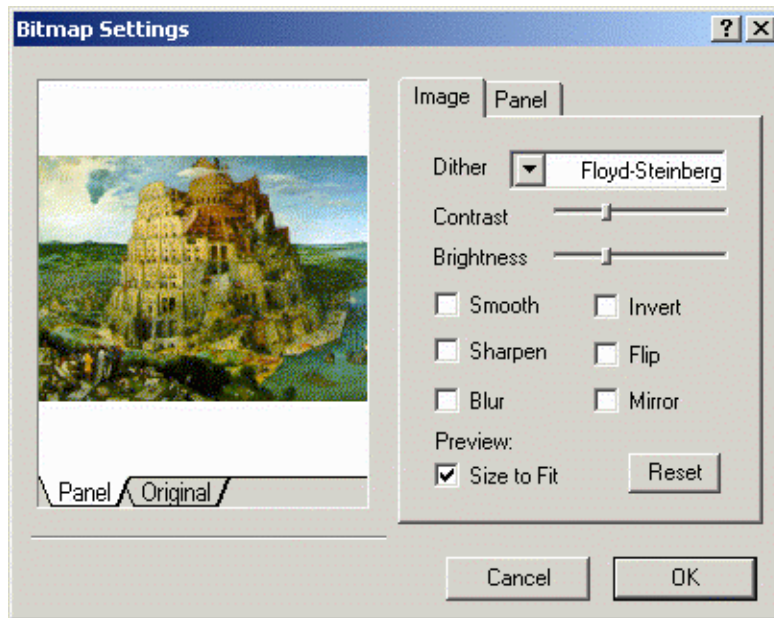 Bitmap Settings
Image Panel
Dither Floyd-Steinberg
Contrast
Brightness
Smooth Invert
Sharpen Flip
Blur Mirror
Preview:
Size to Fit Reset
Panel Original
Cancel OK